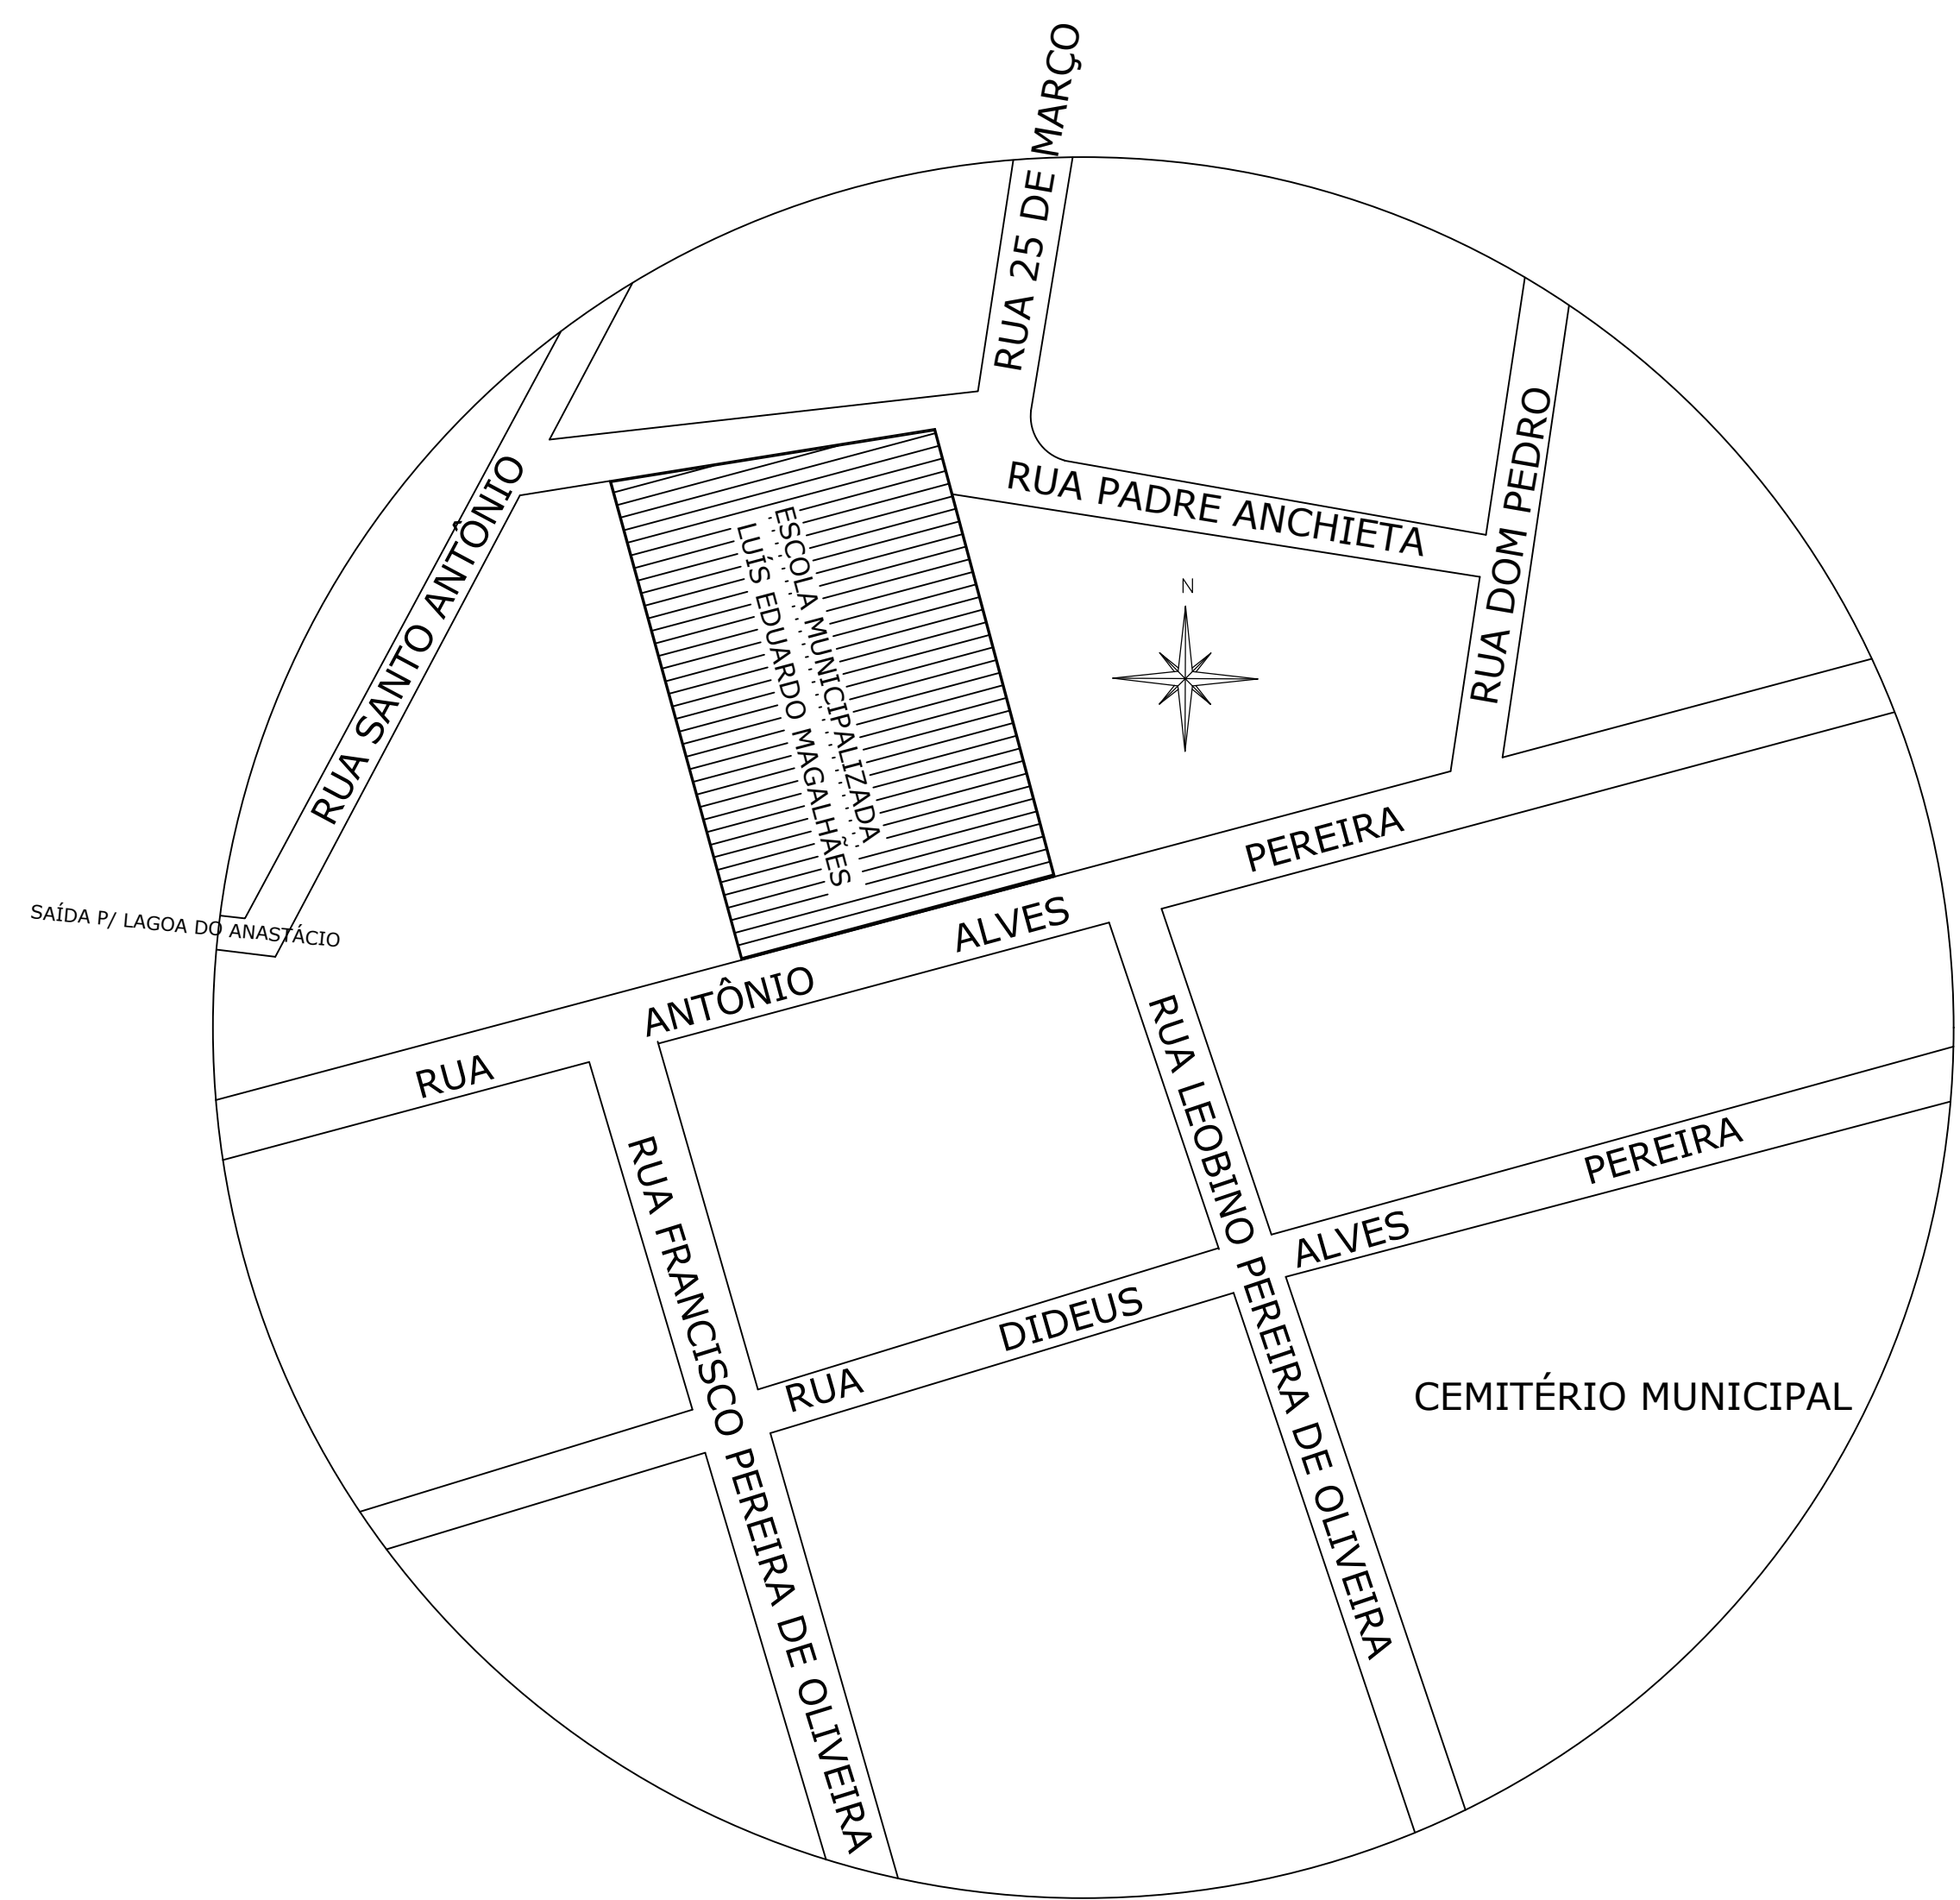 RUA 25 DE MARÇO
RUA PADRE ANCHIETA
RUA DOM PEDRO
RUA SANTO ANTÔNIO
N
ESCOLA MUNICIPALIZADA
LUÍS EDUARDO MAGALHÃES
SAÍDA P/ LAGOA DO ANASTÁCIO
RUA ANTÔNIO ALVES PEREIRA
RUA LEOBINO PEREIRA DE OLIVEIRA
RUA FRANCISCO PEREIRA DE OLIVEIRA
RUA DIDEUS ALVES PEREIRA
CEMITÉRIO MUNICIPAL